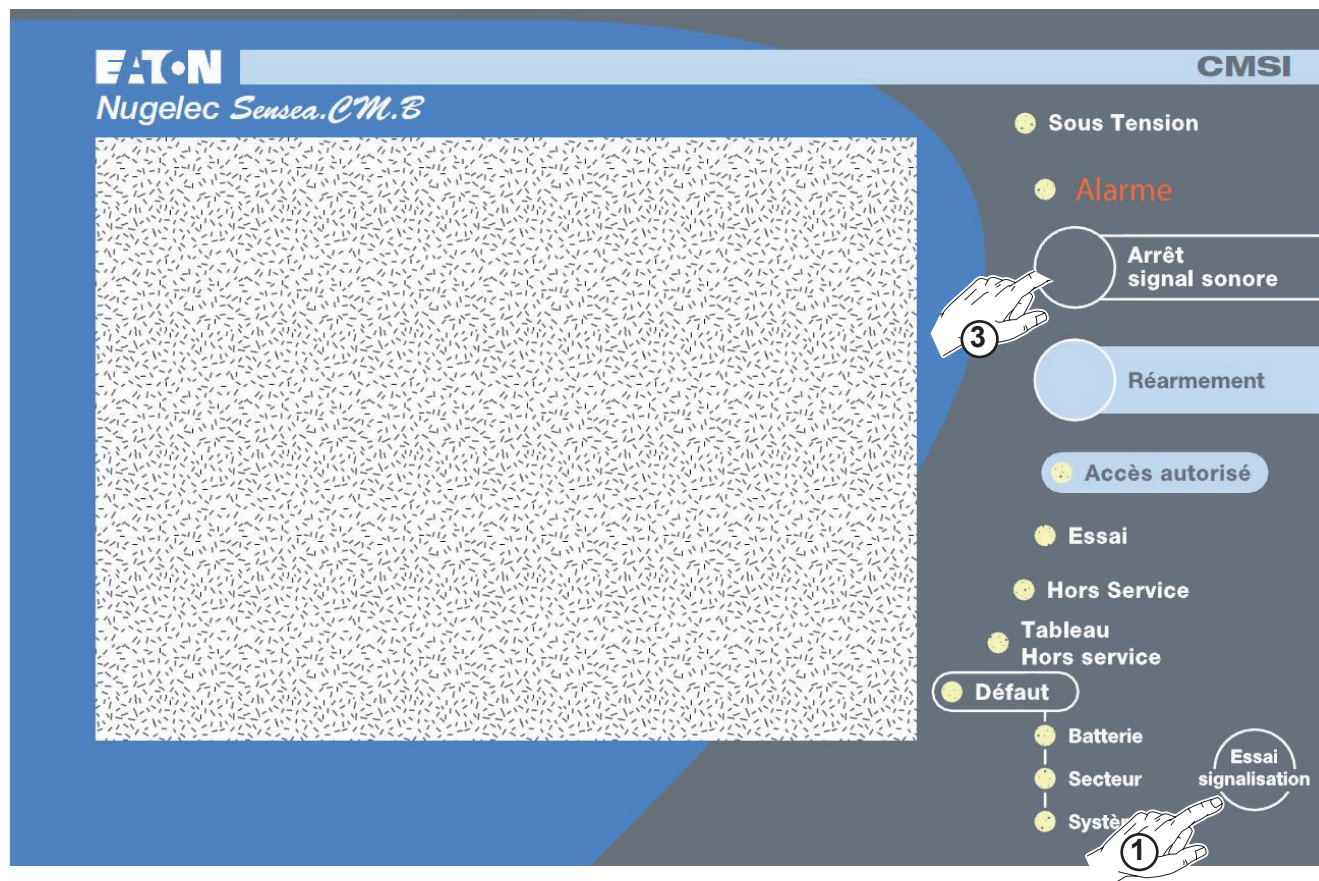 EATON
CMSI
Nugelec Sensea.CM.B
Sous Tension
Alarme
Arrêt
signal sonore
3
Réarmement
Accès autorisé
Essai
Hors Service
Tableau
Hors service
Défaut
Batterie
Secteur
Essai
signalisation
1